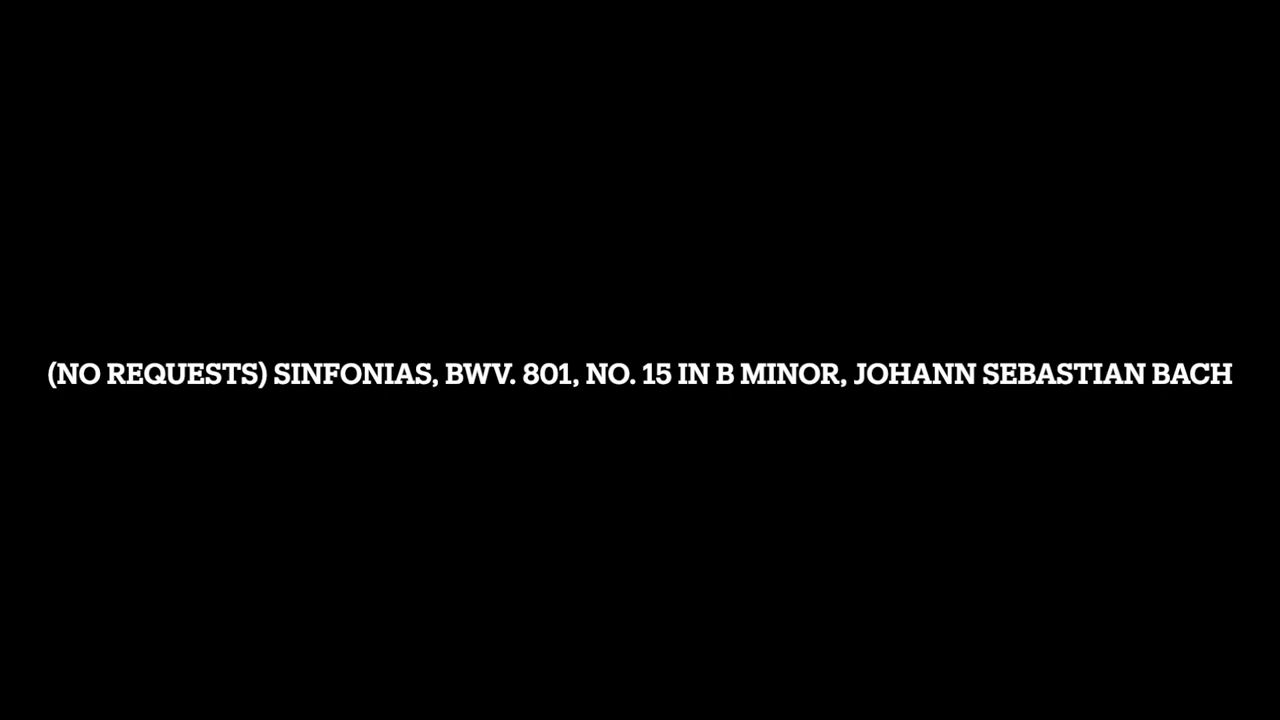 (NO REQUESTS) SINFONIAS, BWV. 801, NO. 15 IN B MINOR, JOHANN SEBASTIAN BACH